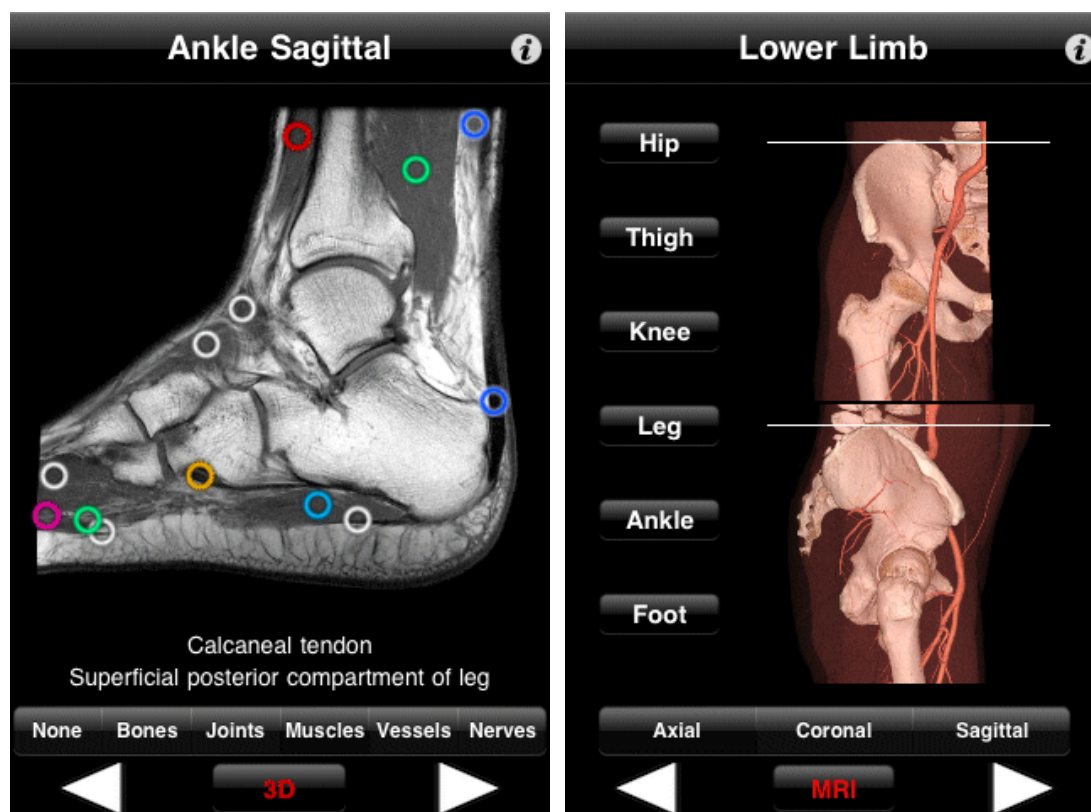 Ankle Sagittal
i
Calcaneal tendon
Superficial posterior compartment of leg
None Bones Joints Muscles Vessels Nerves
3D
Lower Limb
i
Hip
Thigh
Knee
Leg
Ankle
Foot
Axial Coronal Sagittal
MRI